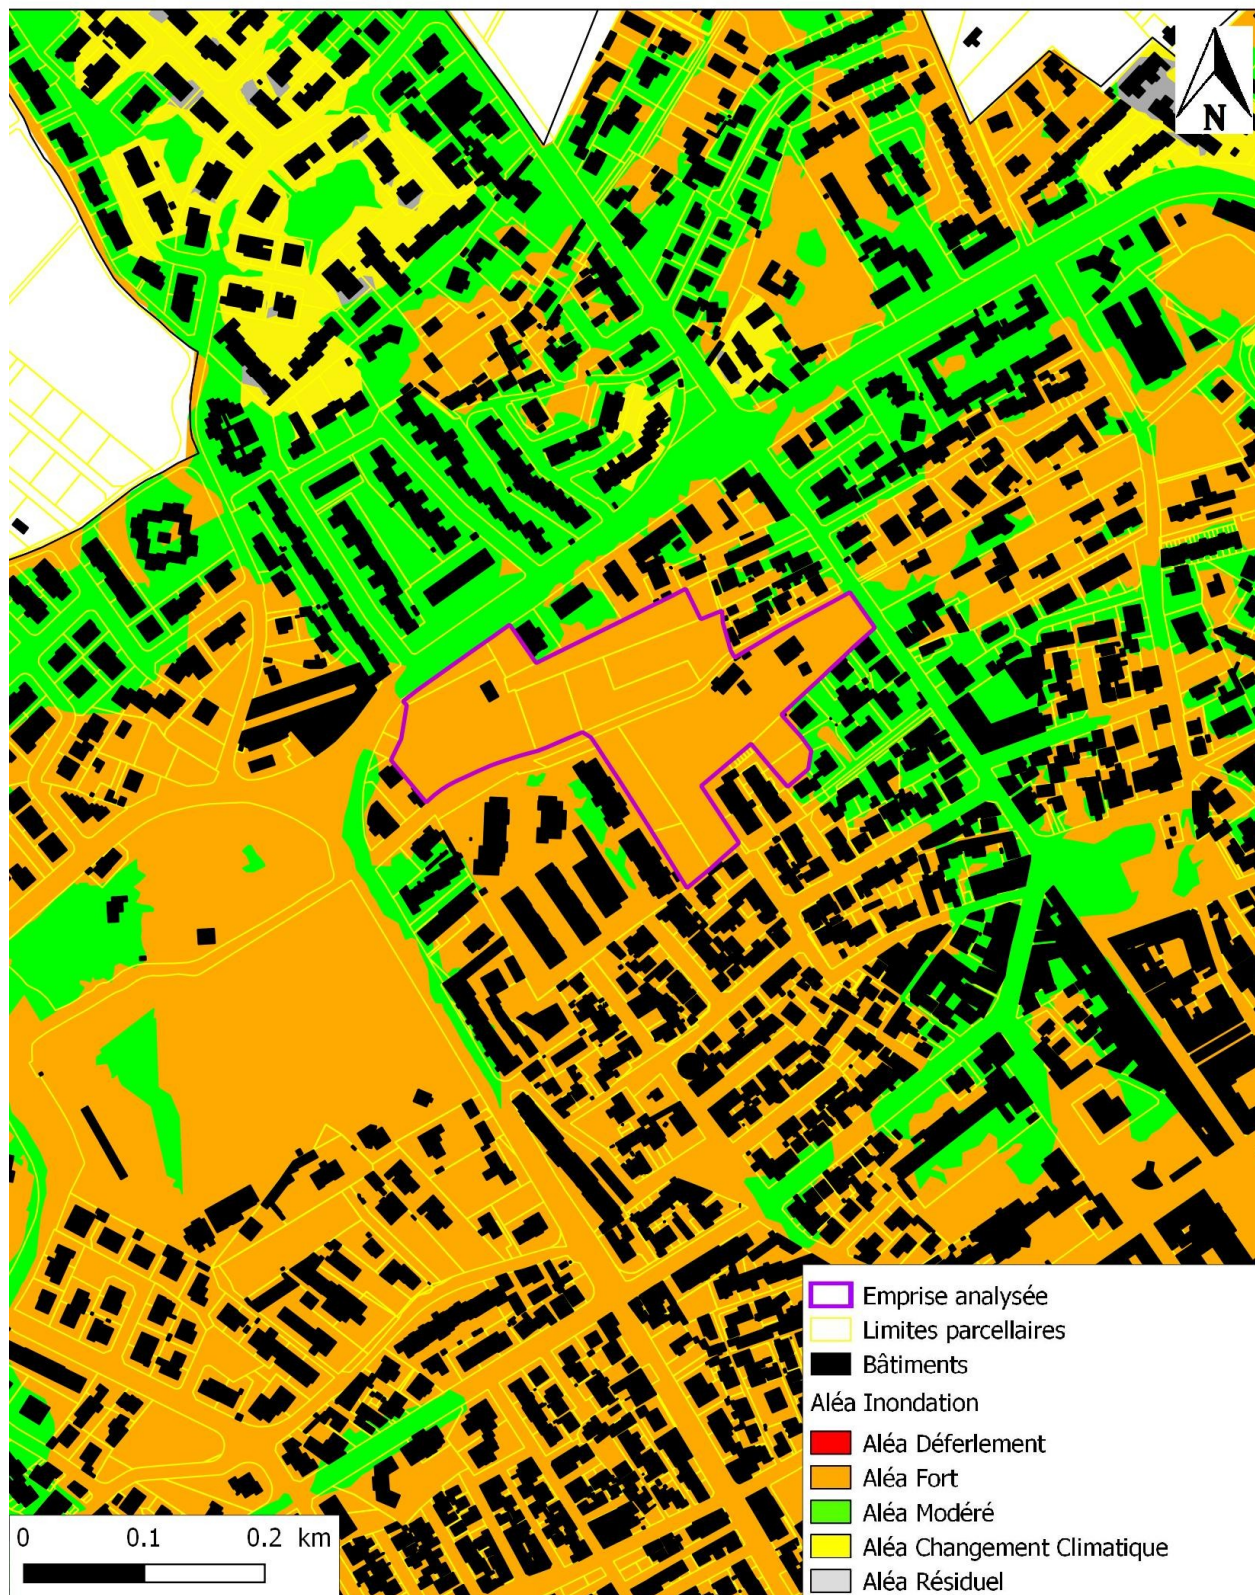 N
Emprise analysée
Limites parcellaires
Bâtiments
Aléa Inondation
Aléa Déferlement
Aléa Fort
Aléa Modéré
Aléa Changement Climatique
Aléa Résiduel
0 0.1 0.2 km